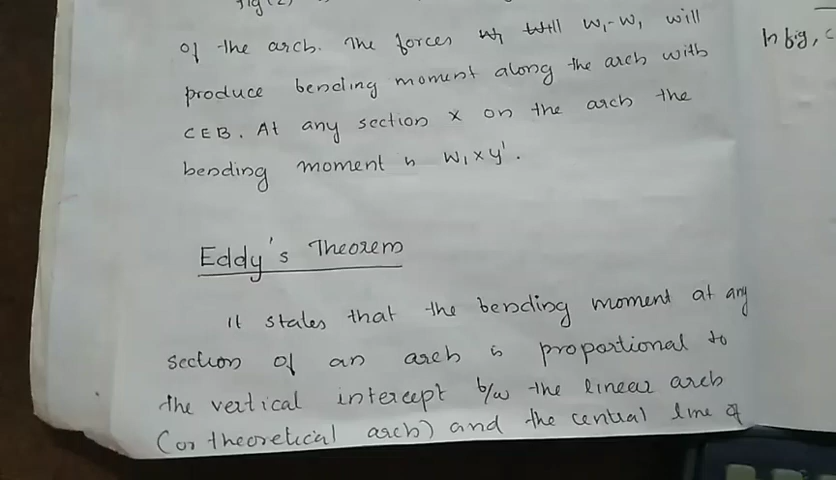 fig(2)
of the arch. The forces will W₁-W₁ will
produce bending moment along the arch with
CEB. At any section x on the arch the
bending moment is W₁ x y'.
In fig, c
Eddy's Theorem
It states that the bending moment at any
section of an arch is proportional to
the vertical intercept b/w the linear arch
(or theoretical arch) and the central line of